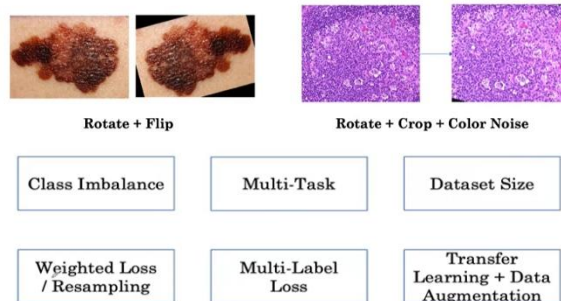 Rotate + Flip
Rotate + Crop + Color Noise
Class Imbalance
Multi-Task
Dataset Size
Weighted Loss
/ Resampling
Multi-Label
Loss
Transfer
Learning + Data
Augmentation